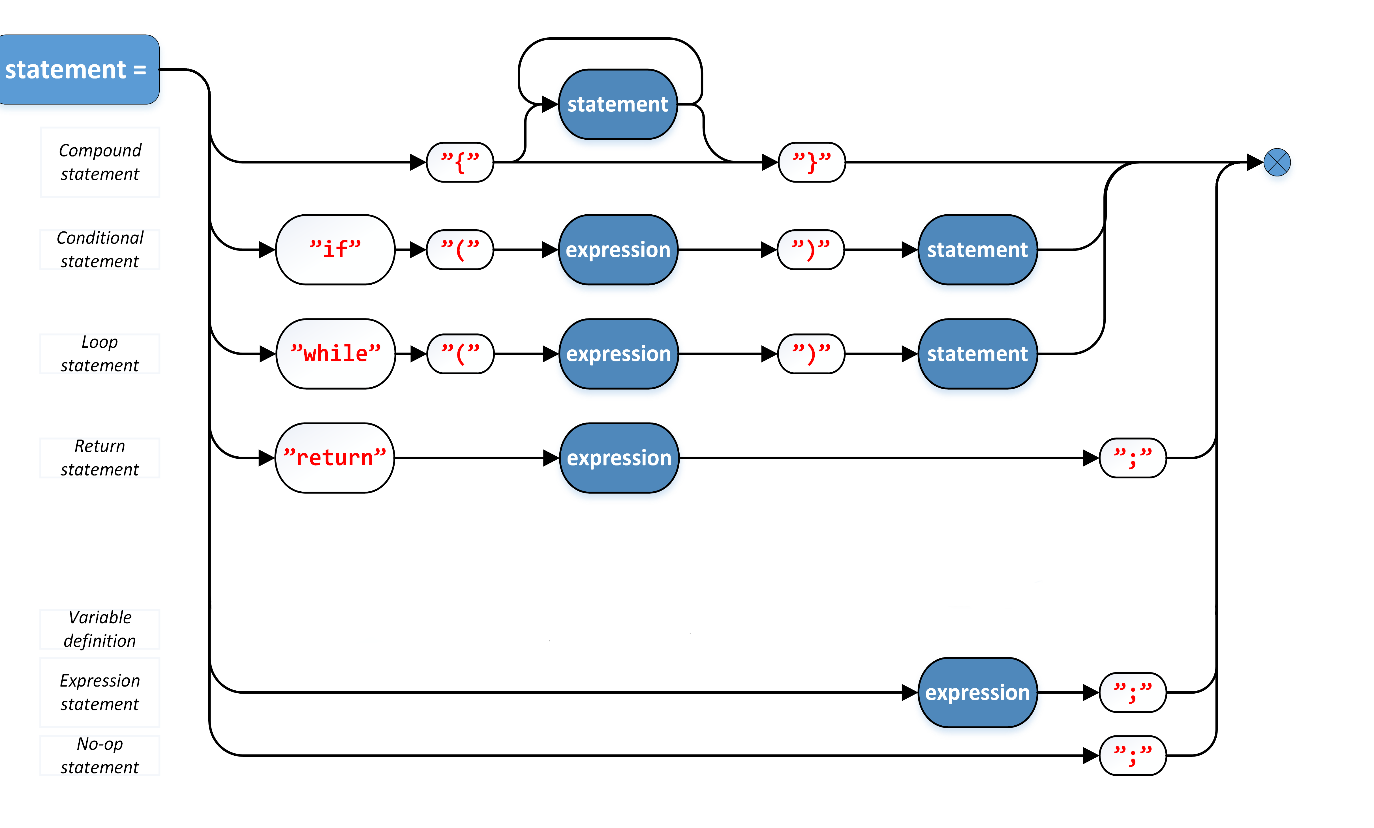 statement =
statement
Compound
statement
”{”
”}”
Conditional
statement
”if”
”(”
expression
”)”
statement
Loop
statement
”while”
”(”
expression
”)”
statement
Return
statement
”return”
expression
”;”
Variable
definition
Expression
statement
expression
”;”
No-op
statement
”;”